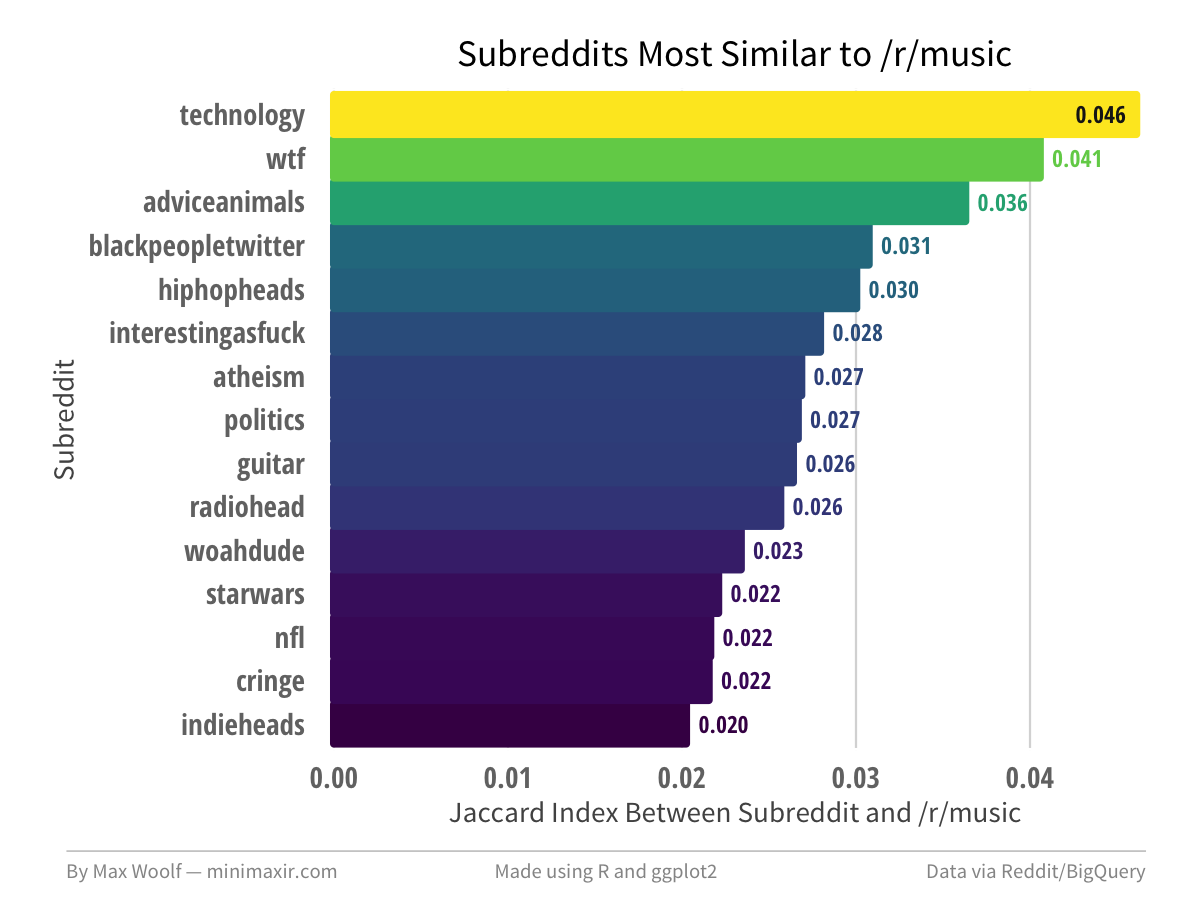 Subreddits Most Similar to /r/music
technology 0.046
wtf 0.041
adviceanimals 0.036
blackpeopletwitter 0.031
hiphopheads 0.030
interestingasfuck 0.028
atheism 0.027
politics 0.027
guitar 0.026
radiohead 0.026
woahdude 0.023
starwars 0.022
nfl 0.022
cringe 0.022
indieheads 0.020
Subreddit
0.00 0.01 0.02 0.03 0.04
Jaccard Index Between Subreddit and /r/music
By Max Woolf — minimaxir.com Made using R and ggplot2 Data via Reddit/BigQuery